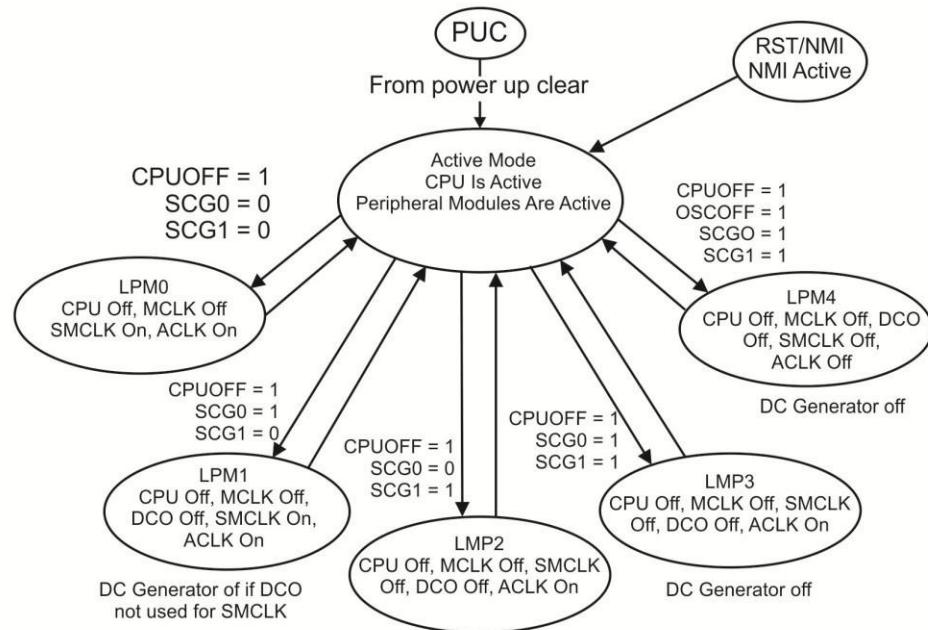 PUC
RST/NMI
NMI Active
From power up clear
Active Mode
CPU Is Active
Peripheral Modules Are Active
CPUOFF = 1
SCG0 = 0
SCG1 = 0
CPUOFF = 1
OSCOFF = 1
SCGO = 1
SCG1 = 1
LPM0
CPU Off, MCLK Off
SMCLK On, ACLK On
LPM4
CPU Off, MCLK Off, DCO
Off, SMCLK Off,
ACLK Off
DC Generator off
CPUOFF = 1
SCG0 = 1
SCG1 = 0
CPUOFF = 1
SCG0 = 0
SCG1 = 1
CPUOFF = 1
SCG0 = 1
SCG1 = 1
LPM1
CPU Off, MCLK Off,
DCO Off, SMCLK On,
ACLK On
DC Generator of if DCO
not used for SMCLK
LMP2
CPU Off, MCLK Off, SMCLK
Off, DCO Off, ACLK On
LMP3
CPU Off, MCLK Off, SMCLK
Off, DCO Off, ACLK On
DC Generator off